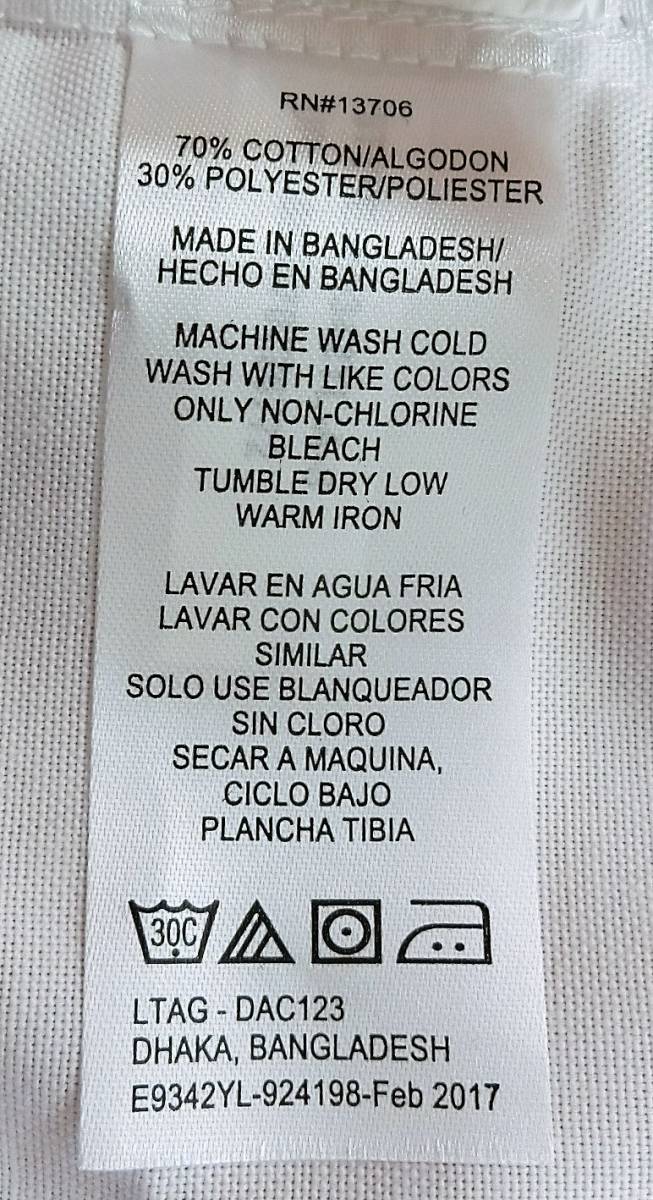 RN#13706
70% COTTON/ALGODON
30% POLYESTER/POLIESTER
MADE IN BANGLADESH/
HECHO EN BANGLADESH
MACHINE WASH COLD
WASH WITH LIKE COLORS
ONLY NON-CHLORINE
BLEACH
TUMBLE DRY LOW
WARM IRON
LAVAR EN AGUA FRIA
LAVAR CON COLORES
SIMILAR
SOLO USE BLANQUEADOR
SIN CLORO
SECAR A MAQUINA,
CICLO BAJO
PLANCHA TIBIA
30C
LTAG - DAC123
DHAKA, BANGLADESH
E9342YL-924198-Feb 2017